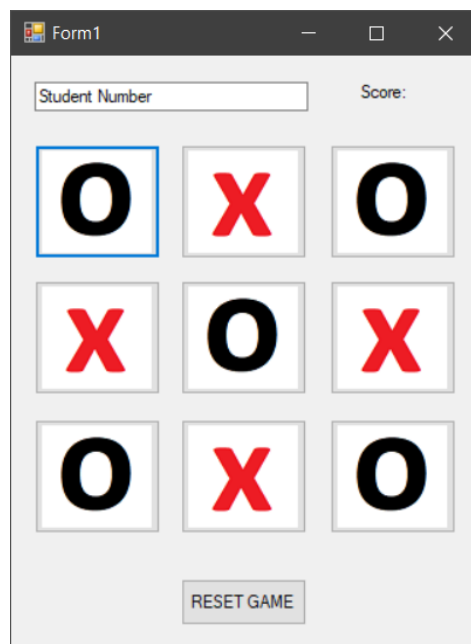 Form1
Student Number Score:
O X O
X O X
O X O
RESET GAME